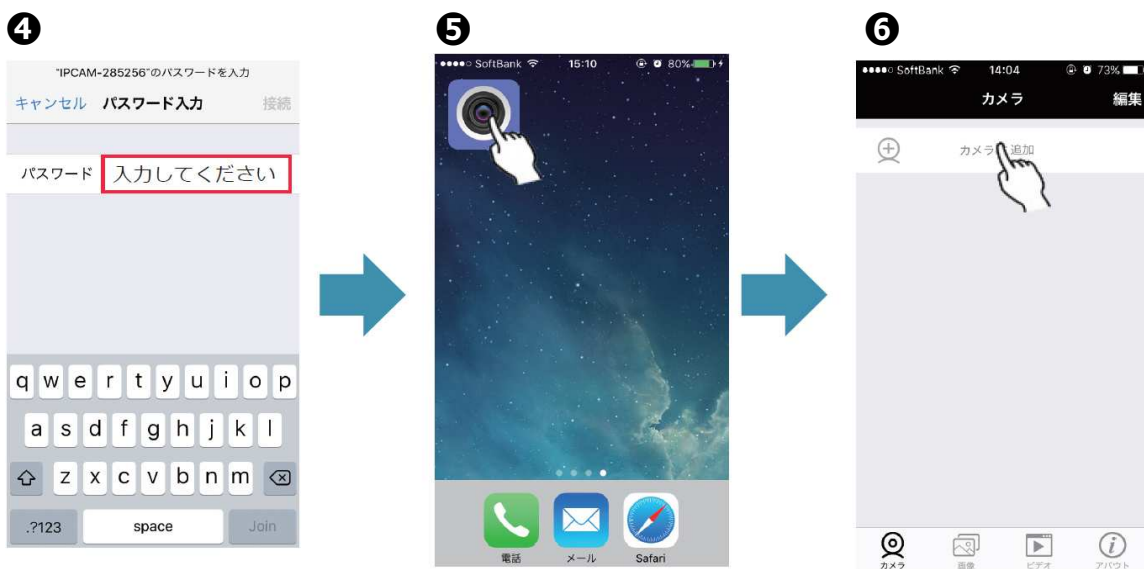 ❹
"IPCAM-285256"のパスワードを入力
キャンセル パスワード入力 接続
パスワード 入力してください
q w e r t y u i o p
a s d f g h j k l
z x c v b n m
.?123 space Join
❺
SoftBank 15:10 80%
電話 メール Safari
❻
SoftBank 14:04 73%
カメラ 編集
カメラ 追加
カメラ 画像 ビデオ アバウト